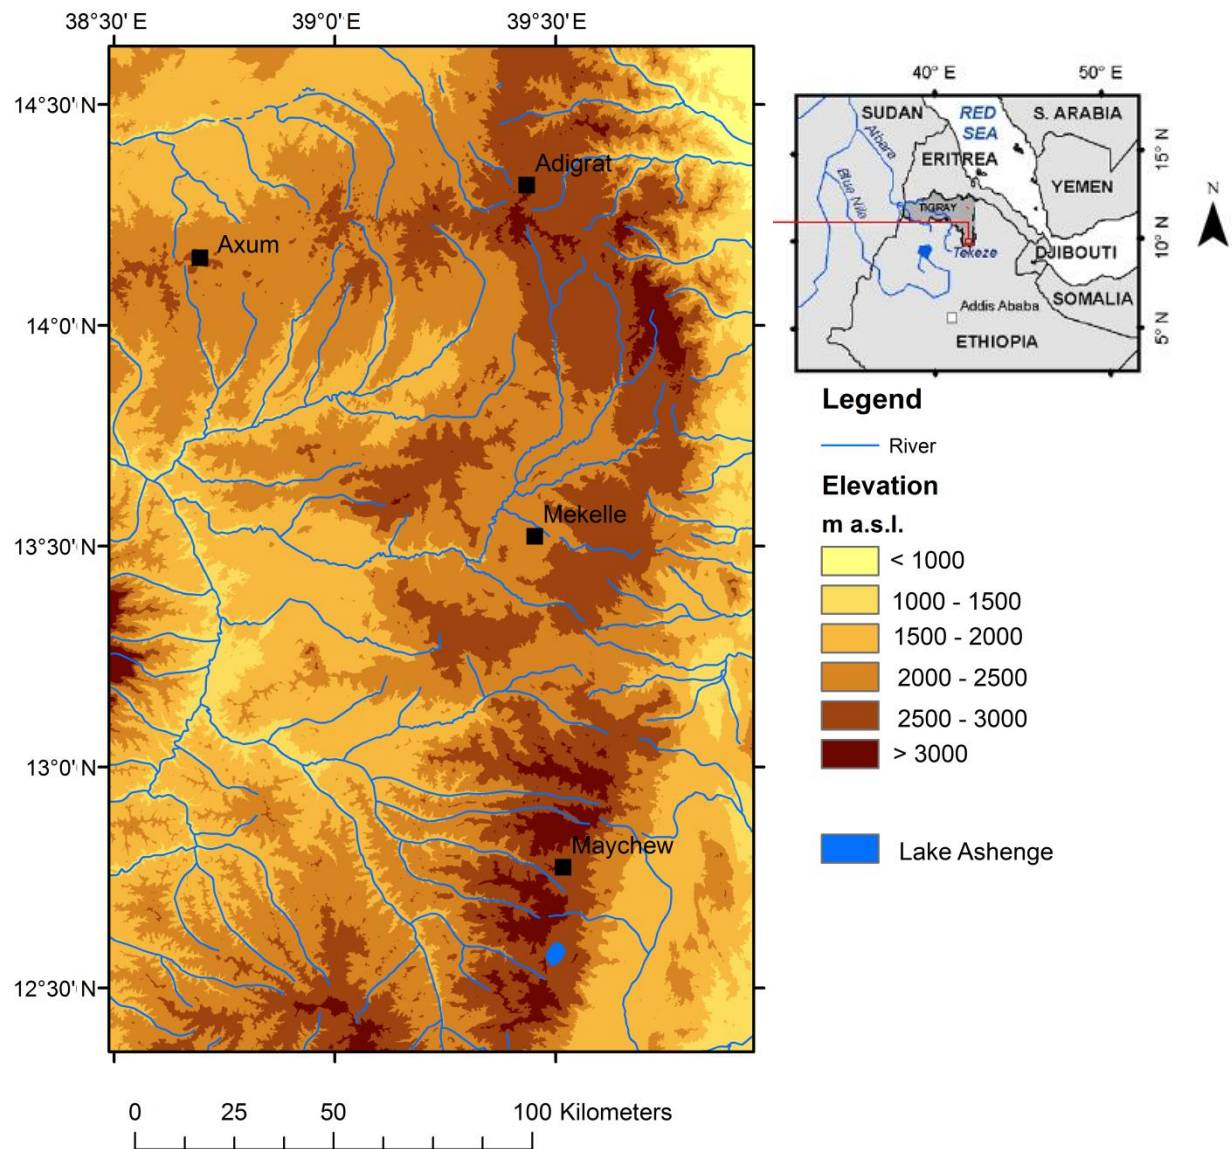 38°30' E
39°0' E
39°30' E
14°30' N
14°0' N
13°30' N
13°0' N
12°30' N
Adigrat
Axum
Mekelle
Maychew
0 25 50 100 Kilometers
40° E
50° E
15° N
10° N
5° N
SUDAN
RED
SEA
S. ARABIA
Atbara
ERITREA
Blue Nile
YEMEN
TIGRAY
Tekeze
DJIBOUTI
Addis Ababa
SOMALIA
ETHIOPIA
N
Legend
River
Elevation
m a.s.l.
< 1000
1000 - 1500
1500 - 2000
2000 - 2500
2500 - 3000
> 3000
Lake Ashenge